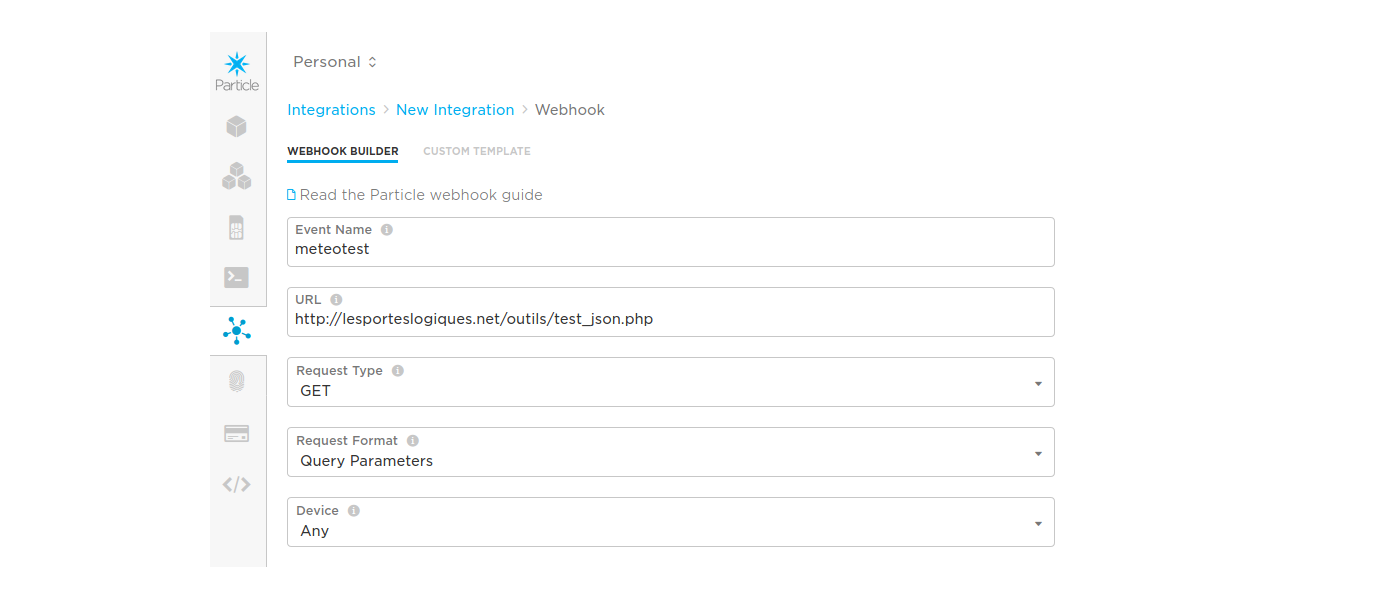 Particle
Personal
Integrations > New Integration > Webhook
WEBHOOK BUILDER CUSTOM TEMPLATE
Read the Particle webhook guide
Event Name
meteotest
URL
http://lesporteslogiques.net/outils/test_json.php
Request Type
GET
Request Format
Query Parameters
Device
Any